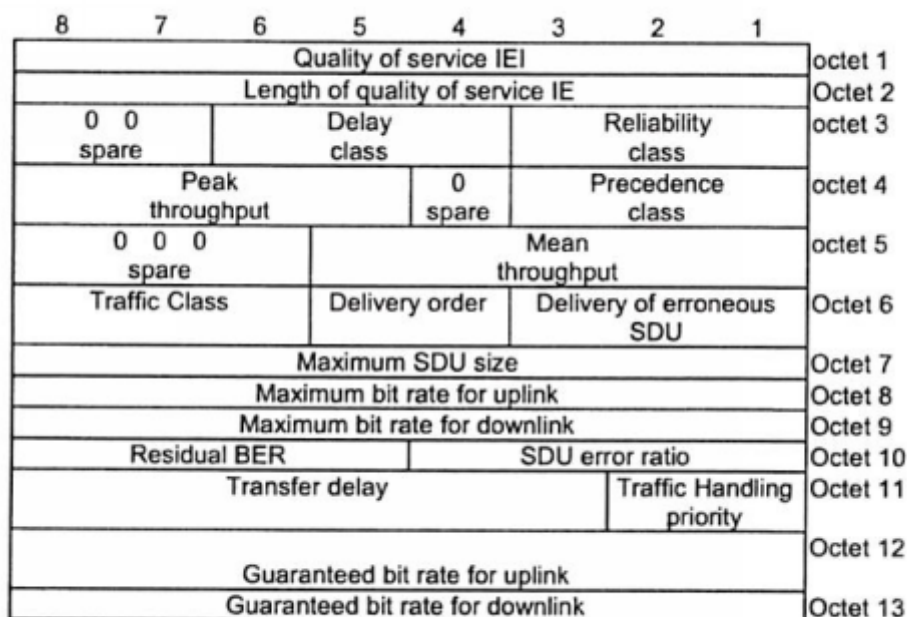 8 7 6 5 4 3 2 1
Quality of service IEI octet 1
Length of quality of service IE Octet 2
0 0 Delay Reliability octet 3
spare class class
Peak 0 Precedence octet 4
throughput spare class
0 0 0 Mean octet 5
spare throughput
Traffic Class Delivery order Delivery of erroneous Octet 6
SDU
Maximum SDU size Octet 7
Maximum bit rate for uplink Octet 8
Maximum bit rate for downlink Octet 9
Residual BER SDU error ratio Octet 10
Transfer delay Traffic Handling Octet 11
priority
Octet 12
Guaranteed bit rate for uplink
Guaranteed bit rate for downlink Octet 13